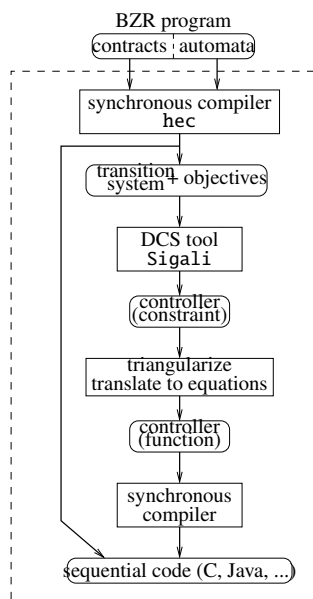 BZR program
contracts automata
synchronous compiler
hec
transition
system + objectives
DCS tool
Sigali
controller
(constraint)
triangularize
translate to equations
controller
(function)
synchronous
compiler
sequential code (C, Java, ...)